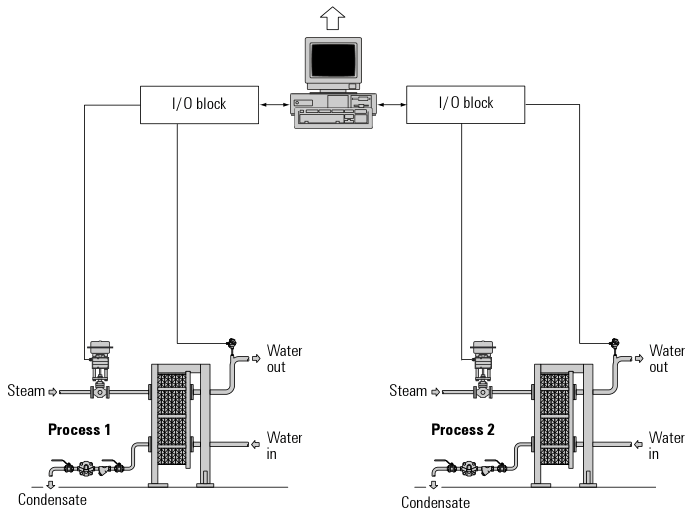 I/O block
I/O block
Water
out
Steam
Process 1
Water
in
Condensate
Water
out
Steam
Process 2
Water
in
Condensate